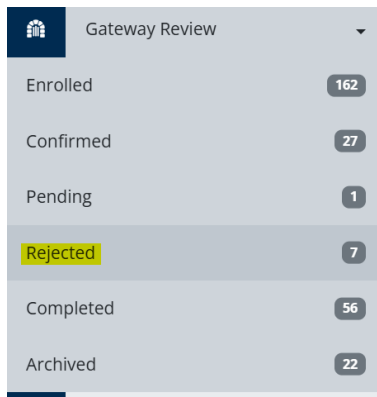 Gateway Review
Enrolled 162
Confirmed 27
Pending 1
Rejected 7
Completed 56
Archived 22